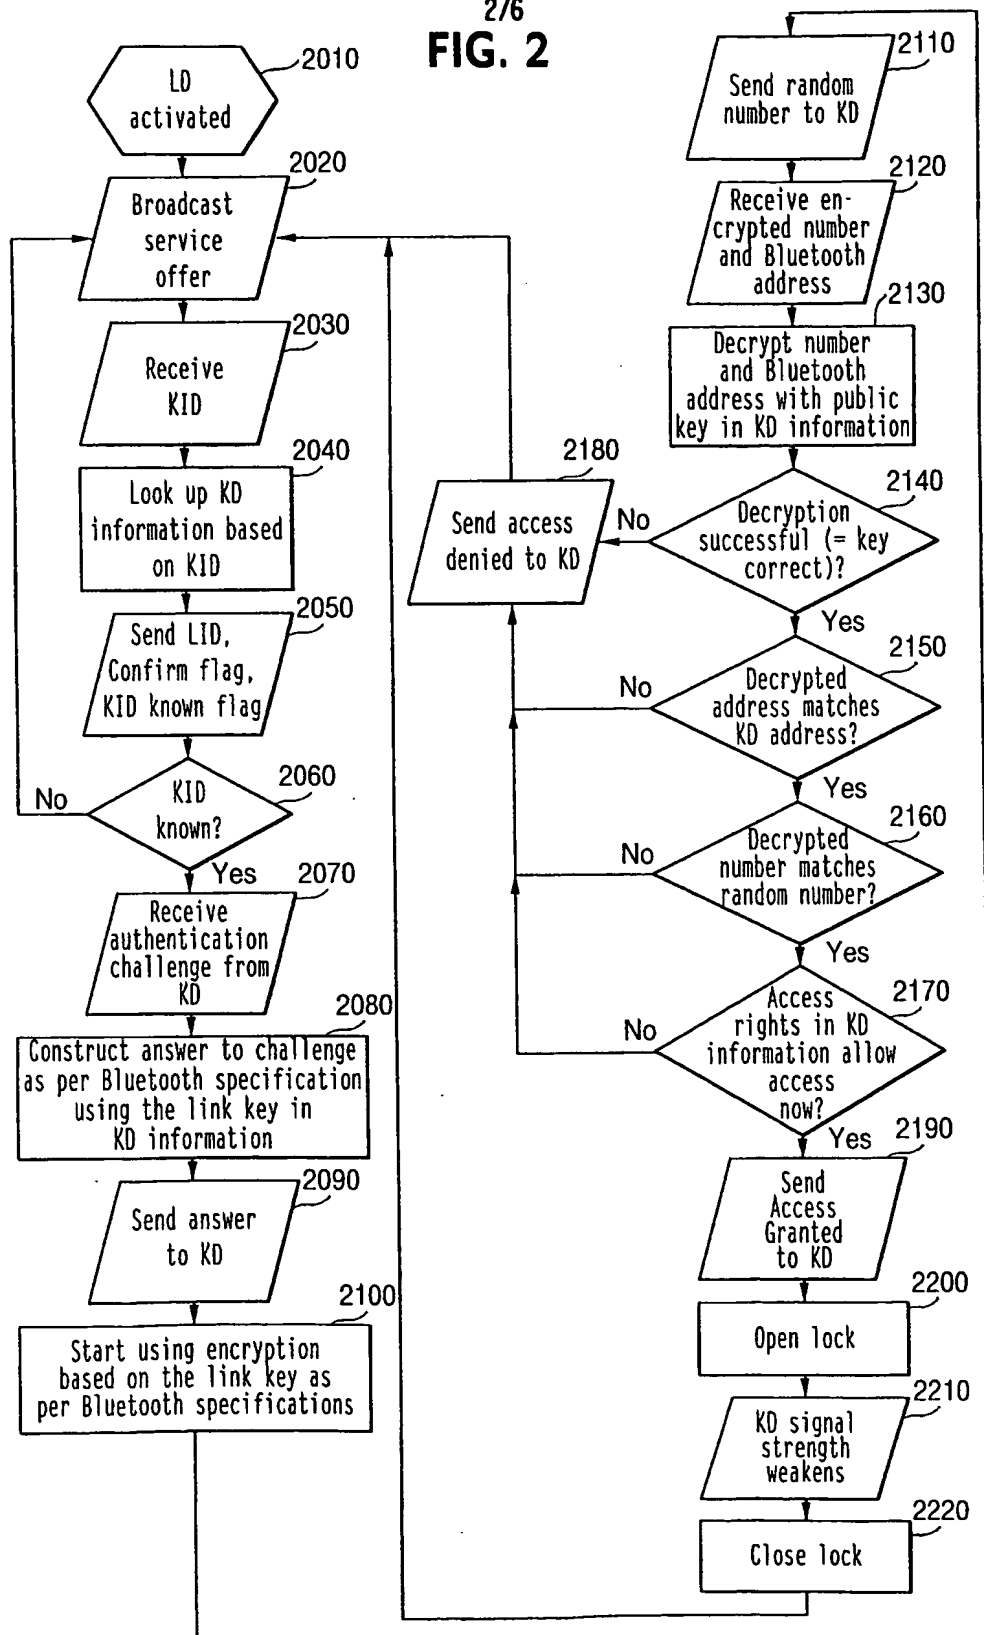 2/6
FIG. 2
2010
LD
activated
2020
Broadcast
service
offer
2030
Receive
KID
2040
Look up KD
information based
on KID
2050
Send LID,
Confirm flag,
KID known flag
2060
KID
known?
No
Yes
2070
Receive
authentication
challenge from
KD
2080
Construct answer to challenge
as per Bluetooth specification
using the link key in
KD information
2090
Send answer
to KD
2100
Start using encryption
based on the link key as
per Bluetooth specifications
2110
Send random
number to KD
2120
Receive en-
crypted number
and Bluetooth
address
2130
Decrypt number
and Bluetooth
address with public
key in KD information
2140
Decryption
successful (= key
correct)?
No
Yes
2180
Send access
denied to KD
2150
Decrypted
address matches
KD address?
No
Yes
2160
Decrypted
number matches
random number?
No
Yes
2170
Access
rights in KD
information allow
access
now?
No
Yes
2190
Send
Access
Granted
to KD
2200
Open lock
2210
KD signal
strength
weakens
2220
Close lock